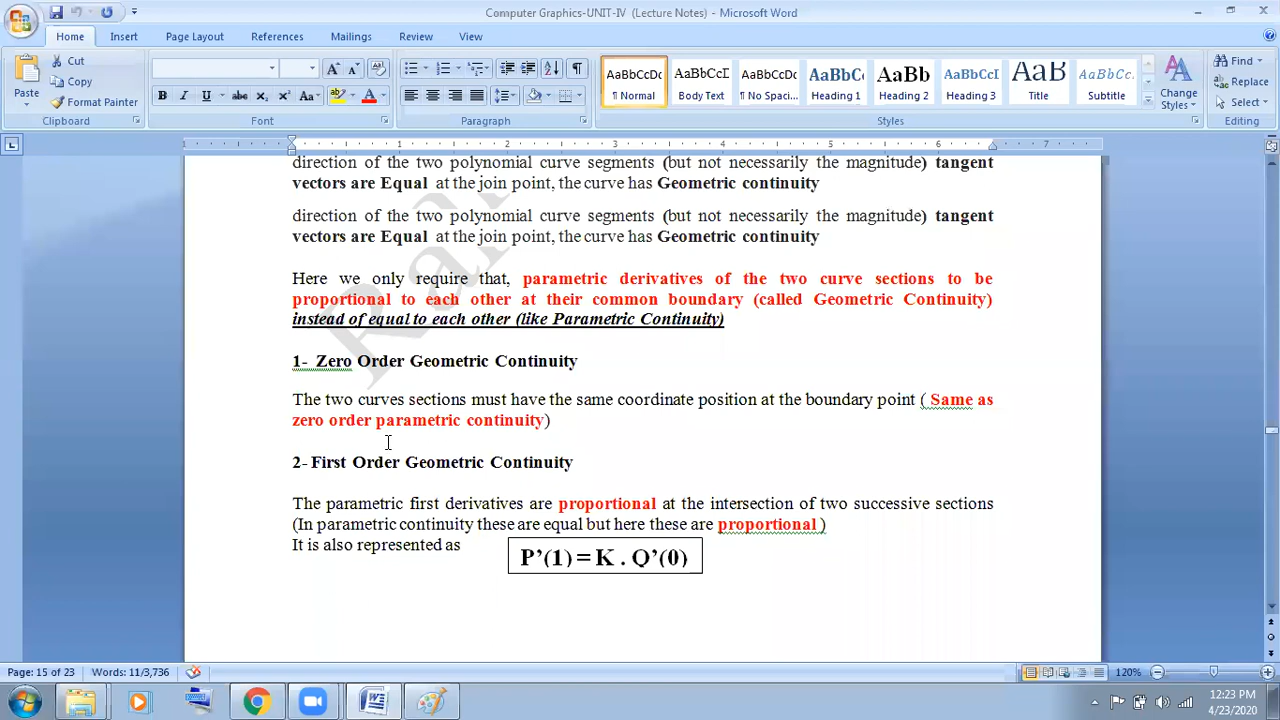 Computer Graphics-UNIT-IV (Lecture Notes) - Microsoft Word
Home Insert Page Layout References Mailings Review View
Paste
Cut
Copy
Format Painter
Clipboard
Font
Paragraph
AaBbCcDc
¶ Normal
AaBbCcI
Body Text
AaBbCcDc
¶ No Spaci...
AaBbCc
Heading 1
AaBb
Heading 2
AaBbCc
Heading 3
AaB
Title
AaBbCc
Subtitle
Change Styles
Styles
Find
Replace
Select
Editing
1 1 2 3 4 5 6 7
direction of the two polynomial curve segments (but not necessarily the magnitude) tangent
vectors are Equal at the join point, the curve has Geometric continuity
direction of the two polynomial curve segments (but not necessarily the magnitude) tangent
vectors are Equal at the join point, the curve has Geometric continuity
Here we only require that, parametric derivatives of the two curve sections to be
proportional to each other at their common boundary (called Geometric Continuity)
instead of equal to each other (like Parametric Continuity)
1- Zero Order Geometric Continuity
The two curves sections must have the same coordinate position at the boundary point ( Same as
zero order parametric continuity)
2- First Order Geometric Continuity
The parametric first derivatives are proportional at the intersection of two successive sections
(In parametric continuity these are equal but here these are proportional )
It is also represented as
P’(1) = K . Q’(0)
Page: 15 of 23 Words: 11/3,736 120%
12:23 PM
4/23/2020